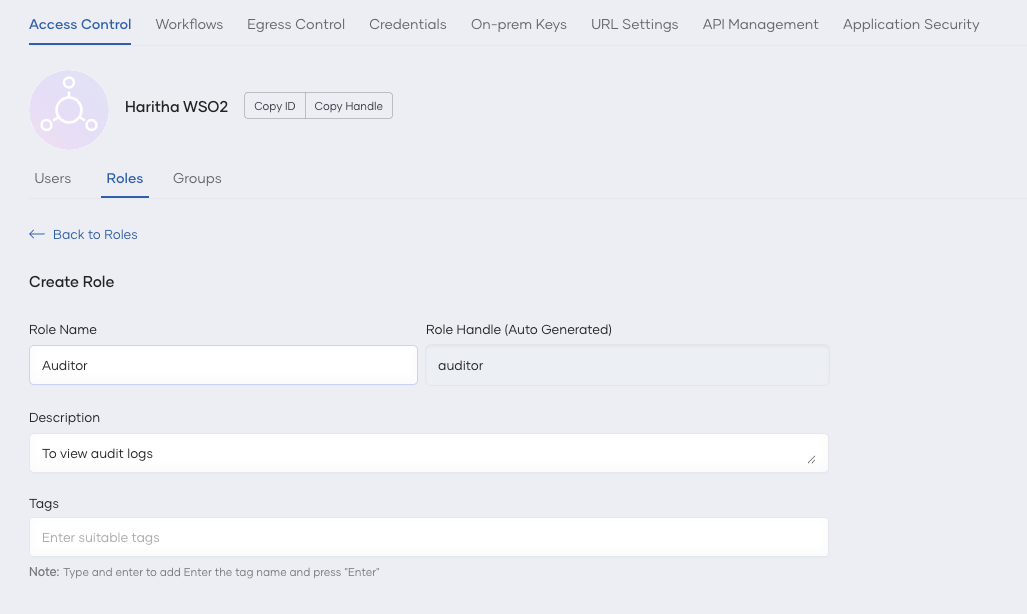 Access Control Workflows Egress Control Credentials On-prem Keys URL Settings API Management Application Security
Haritha WSO2 Copy ID Copy Handle
Users Roles Groups
Back to Roles
Create Role
Role Name Role Handle (Auto Generated)
Auditor auditor
Description
To view audit logs
Tags
Enter suitable tags
Note: Type and enter to add Enter the tag name and press "Enter"